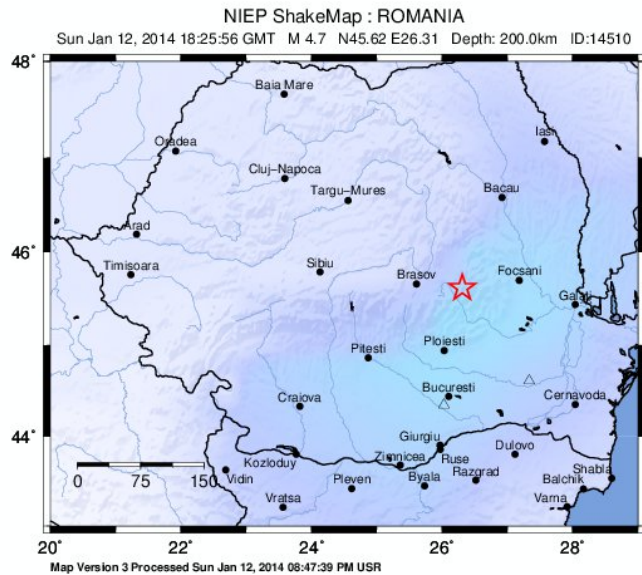 NIEP ShakeMap : ROMANIA
Sun Jan 12, 2014 18:25:56 GMT M 4.7 N45.62 E26.31 Depth: 200.0km ID:14510
48˚
Baia Mare
Iasi
Oradea
Cluj–Napoca
Targu–Mures
Bacau
Arad
46˚
Timisoara
Sibiu
Brasov
Focsani
Galati
Ploiesti
Pitesti
Bucuresti
Craiova
Cernavoda
44˚
Giurgiu
Zimnicea
Ruse
Dulovo
Kozloduy
0 75 150
Vidin
Pleven
Byala
Razgrad
Shabla
Balchik
Vratsa
Varna
20˚ 22˚ 24˚ 26˚ 28˚
Map Version 3 Processed Sun Jan 12, 2014 08:47:39 PM USR